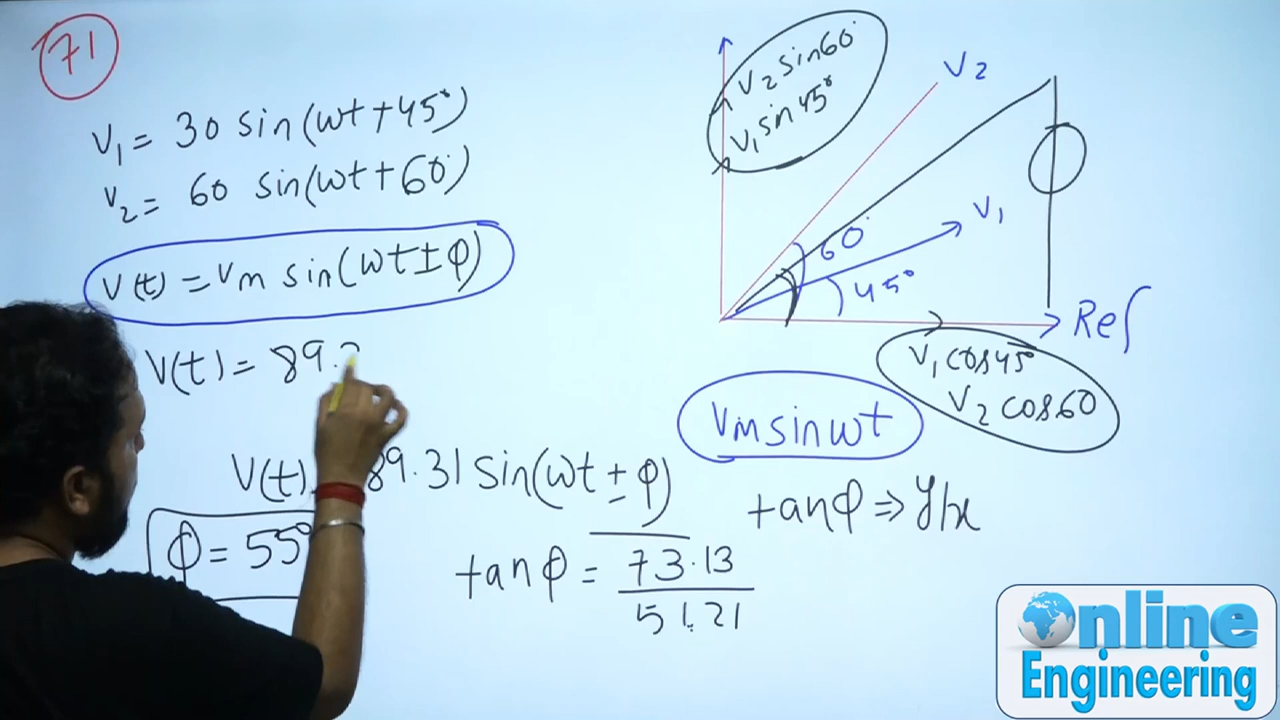 71
V₁ = 30 sin(ωt+45°)
V₂ = 60 sin(ωt+60°)
V(t) = Vm sin(ωt ± φ)
V(t) = 89.
V(t) 89.31 sin(ωt ± φ)
φ = 55°
tanφ = 73.13 / 51.21
V₂ sin60°
V₁ sin45°
V₂
V₁
60°
45°
Ref
V₁ cos45°
V₂ cos60
Vm sin ωt
tanφ ⇒ y/x
Online
Engineering